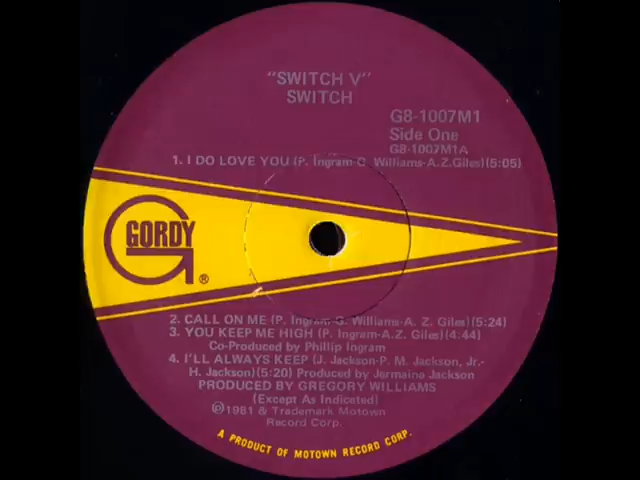 "SWITCH V"
SWITCH
G8-1007M1
Side One
G8-1007M1A
1. I DO LOVE YOU (P. Ingram-G. Williams-A.Z. Giles)(5:05)
GORDY
®
2. CALL ON ME (P. Ingram-G. Williams-A. Z. Giles)(5:24)
3. YOU KEEP ME HIGH (P. Ingram-A.Z. Giles)(4:44)
Co-Produced by Phillip Ingram
4. I'LL ALWAYS KEEP (J. Jackson-P. M. Jackson, Jr.-
H. Jackson)(5:20) Produced by Jermaine Jackson
PRODUCED BY GREGORY WILLIAMS
(Except As Indicated)
℗1981 & Trademark Motown
Record Corp.
A PRODUCT OF MOTOWN RECORD CORP.